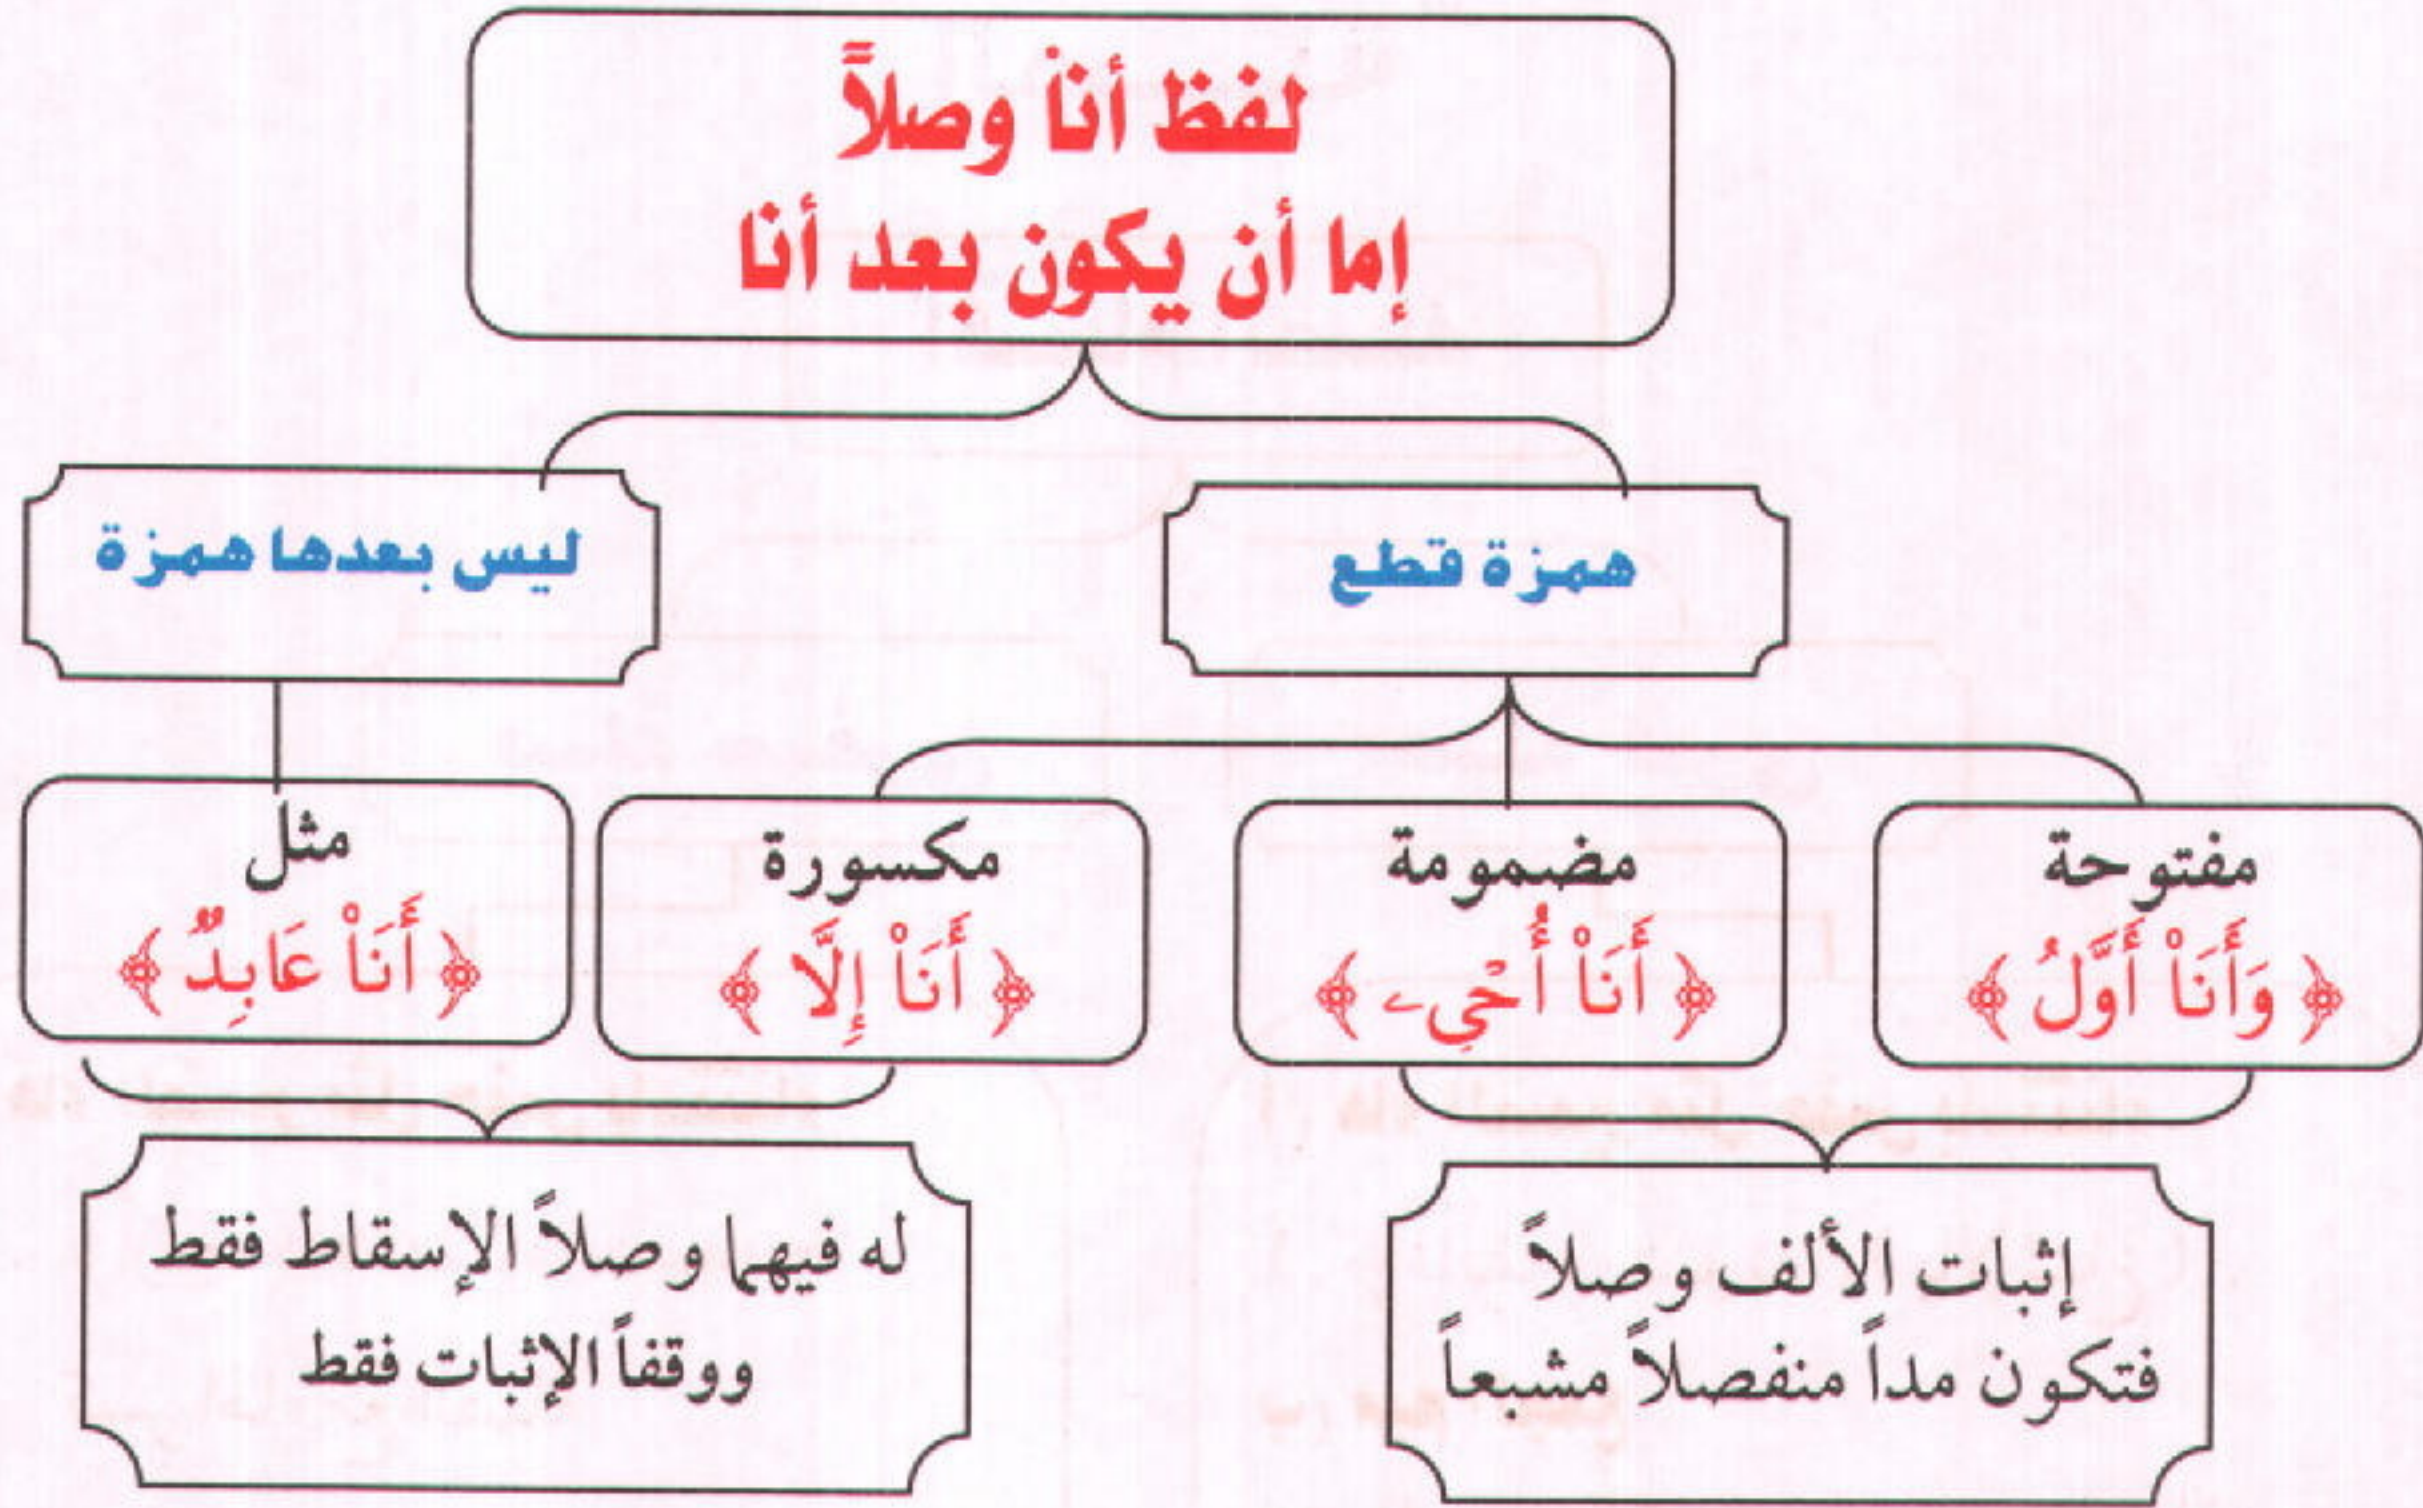 لفظ أنا وصلاً
إما أن يكون بعد أنا
همزة قطع
ليس بعدها همزة
مفتوحة
﴿ وَأَنَا۠ أَوَّلُ ﴾
مضمومة
﴿ أَنَا۠ أُحْيِۦ ﴾
مكسورة
﴿ أَنَا۠ إِلَّا ﴾
مثل
﴿ أَنَا۠ عَابِدٌ ﴾
إثبات الألف وصلاً
فتكون مداً منفصلاً مشبعاً
له فيهما وصلاً الإسقاط فقط
ووقفاً الإثبات فقط